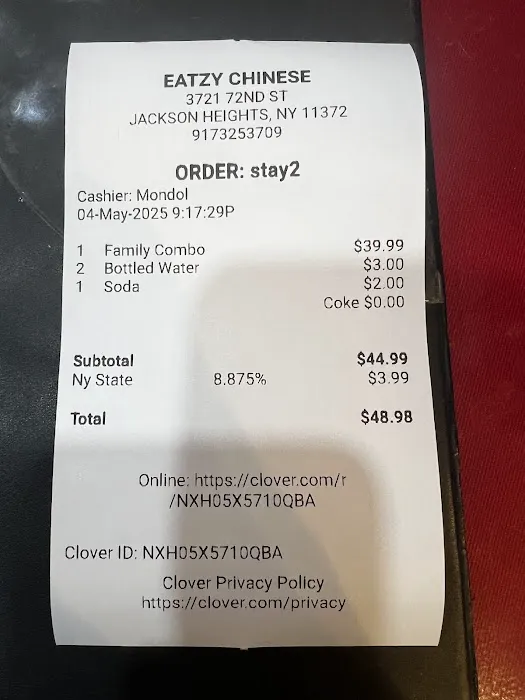 EATZY CHINESE
3721 72ND ST
JACKSON HEIGHTS, NY 11372
9173253709
ORDER: stay2
Cashier: Mondol
04-May-2025 9:17:29P
1 Family Combo $39.99
2 Bottled Water $3.00
1 Soda $2.00
Coke $0.00
Subtotal $44.99
Ny State 8.875% $3.99
Total $48.98
Online: https://clover.com/r
/NXH05X5710QBA
Clover ID: NXH05X5710QBA
Clover Privacy Policy
https://clover.com/privacy